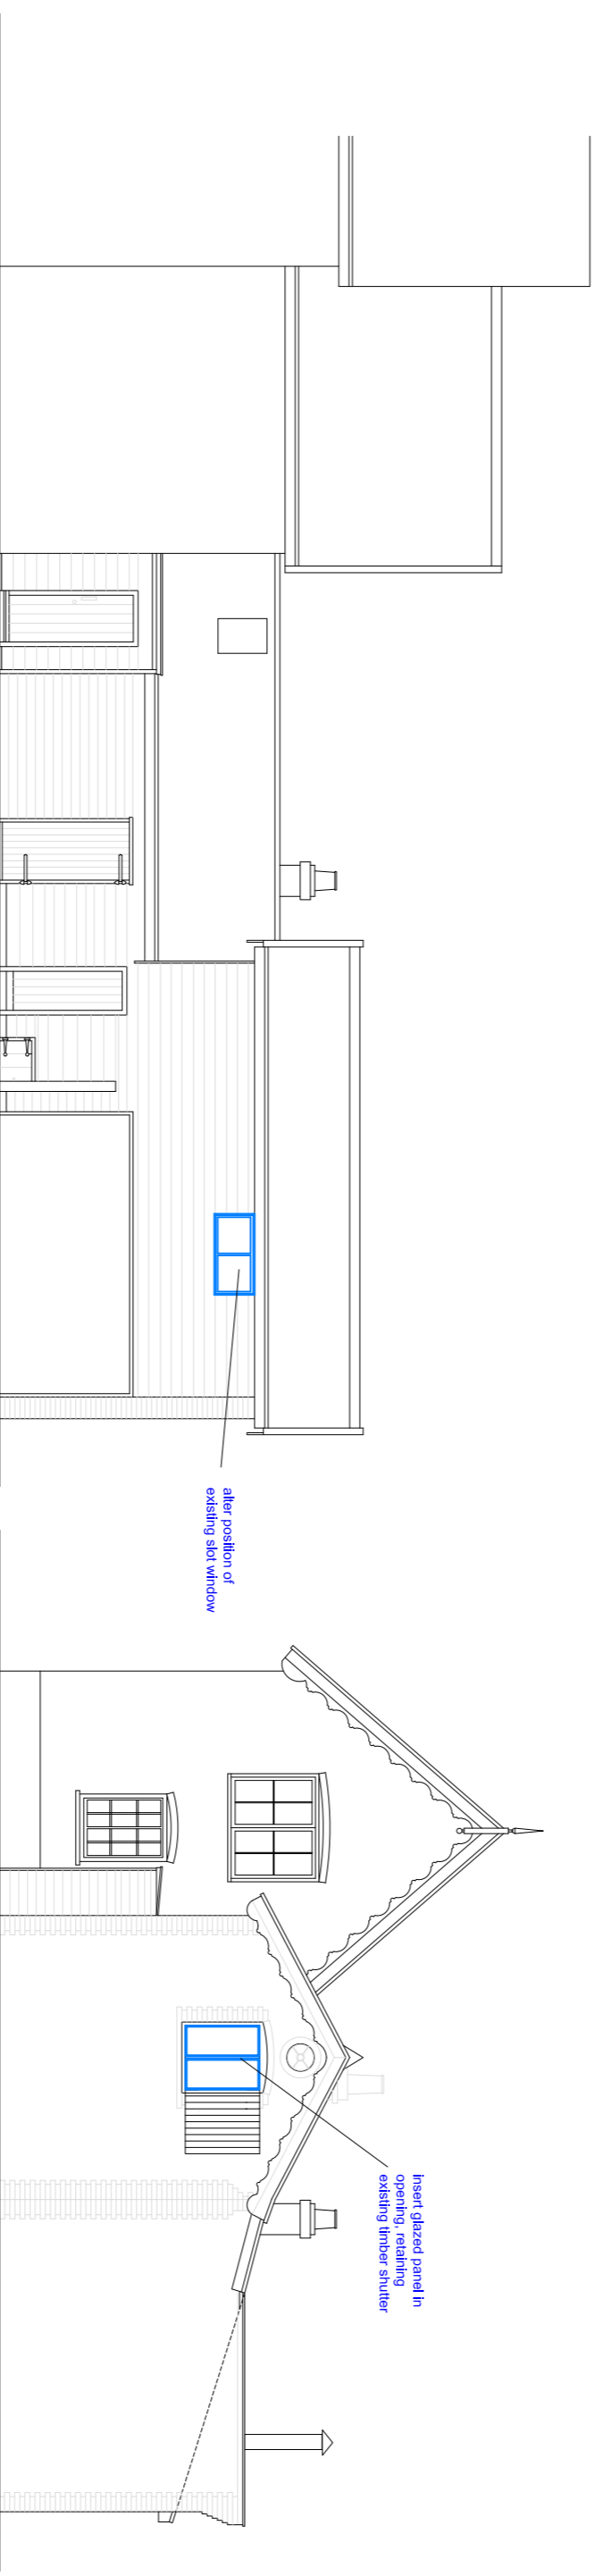 alter position of
existing slot window
insert glazed panel in
opening, retaining
existing timber shutter